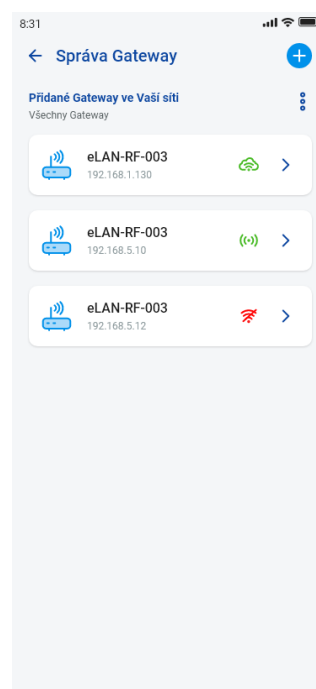 8:31
Správa Gateway
Přidané Gateway ve Vaší síti
Všechny Gateway
eLAN-RF-003
192.168.1.130
eLAN-RF-003
192.168.5.10
eLAN-RF-003
192.168.5.12